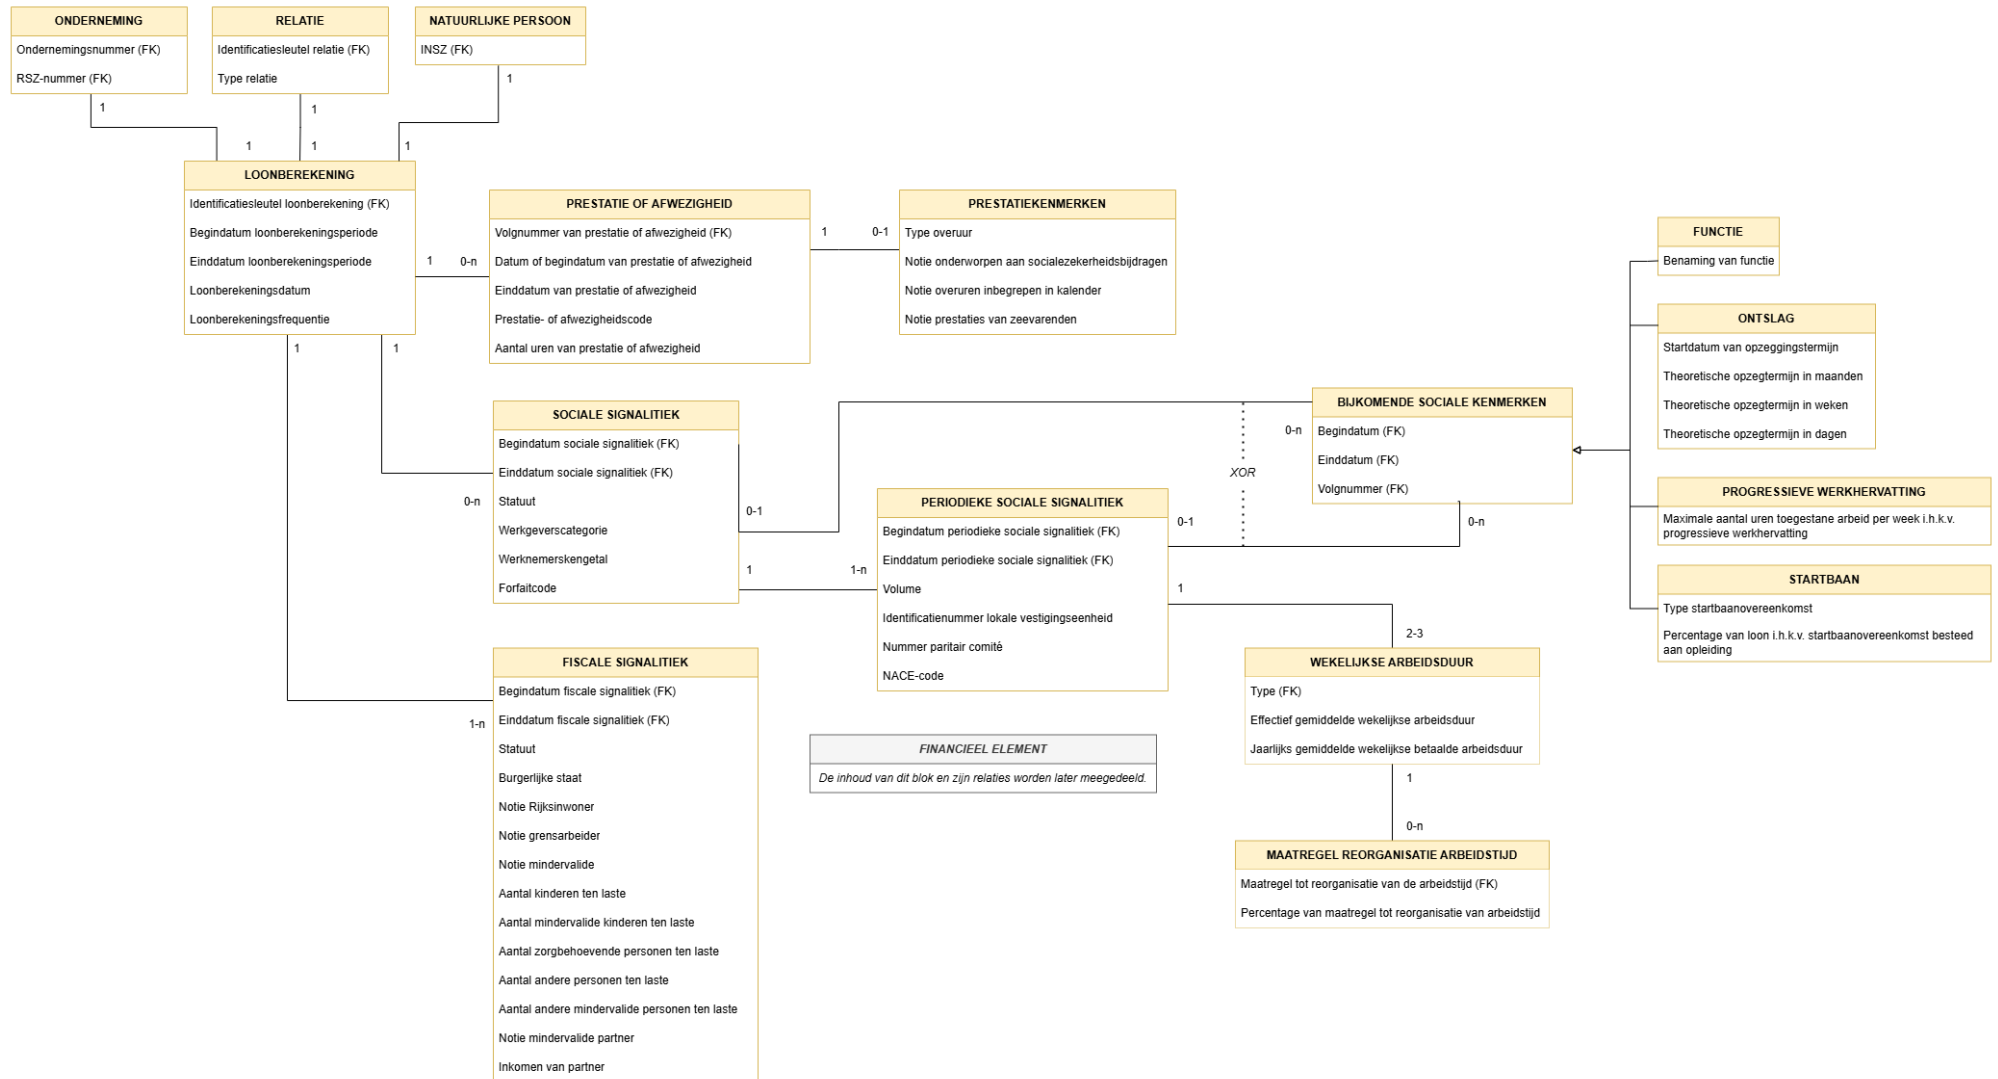 ONDERNEMING
Ondernemingsnummer (FK)
RSZ-nummer (FK)
1
RELATIE
Identificatiesleutel relatie (FK)
Type relatie
1
NATUURLIJKE PERSOON
INSZ (FK)
1
1
1
1
LOONBEREKENING
Identificatiesleutel loonberekening (FK)
Begindatum loonberekeningsperiode
Einddatum loonberekeningsperiode
Loonberekeningsdatum
Loonberekeningsfrequentie
1
0-n
1
1
PRESTATIE OF AFWEZIGHEID
Volgnummer van prestatie of afwezigheid (FK)
Datum of begindatum van prestatie of afwezigheid
Einddatum van prestatie of afwezigheid
Prestatie- of afwezigheidscode
Aantal uren van prestatie of afwezigheid
1
0-1
PRESTATIEKENMERKEN
Type overuur
Notie onderworpen aan socialezekerheidsbijdragen
Notie overuren inbegrepen in kalender
Notie prestaties van zeevarenden
SOCIALE SIGNALITIEK
Begindatum sociale signalitiek (FK)
Einddatum sociale signalitiek (FK)
Statuut
Werkgeverscategorie
Werknemerskengetal
Forfaitcode
0-n
0-1
1
1-n
PERIODIEKE SOCIALE SIGNALITIEK
Begindatum periodieke sociale signalitiek (FK)
Einddatum periodieke sociale signalitiek (FK)
Volume
Identificatienummer lokale vestigingseenheid
Nummer paritair comité
NACE-code
0-1
1
XOR
0-n
0-n
BIJKOMENDE SOCIALE KENMERKEN
Begindatum (FK)
Einddatum (FK)
Volgnummer (FK)
FUNCTIE
Benaming van functie
ONTSLAG
Startdatum van opzeggingstermijn
Theoretische opzegtermijn in maanden
Theoretische opzegtermijn in weken
Theoretische opzegtermijn in dagen
PROGRESSIEVE WERKHERVATTING
Maximale aantal uren toegestane arbeid per week i.h.k.v.
progressieve werkhervatting
STARTBAAN
Type startbaanovereenkomst
Percentage van loon i.h.k.v. startbaanovereenkomst besteed
aan opleiding
2-3
WEKELIJKSE ARBEIDSDUUR
Type (FK)
Effectief gemiddelde wekelijkse arbeidsduur
Jaarlijks gemiddelde wekelijkse betaalde arbeidsduur
1
0-n
MAATREGEL REORGANISATIE ARBEIDSTIJD
Maatregel tot reorganisatie van de arbeidstijd (FK)
Percentage van maatregel tot reorganisatie van arbeidstijd
FINANCIEEL ELEMENT
De inhoud van dit blok en zijn relaties worden later meegedeeld.
1-n
FISCALE SIGNALITIEK
Begindatum fiscale signalitiek (FK)
Einddatum fiscale signalitiek (FK)
Statuut
Burgerlijke staat
Notie Rijksinwoner
Notie grensarbeider
Notie mindervalide
Aantal kinderen ten laste
Aantal mindervalide kinderen ten laste
Aantal zorgbehoevende personen ten laste
Aantal andere personen ten laste
Aantal andere mindervalide personen ten laste
Notie mindervalide partner
Inkomen van partner